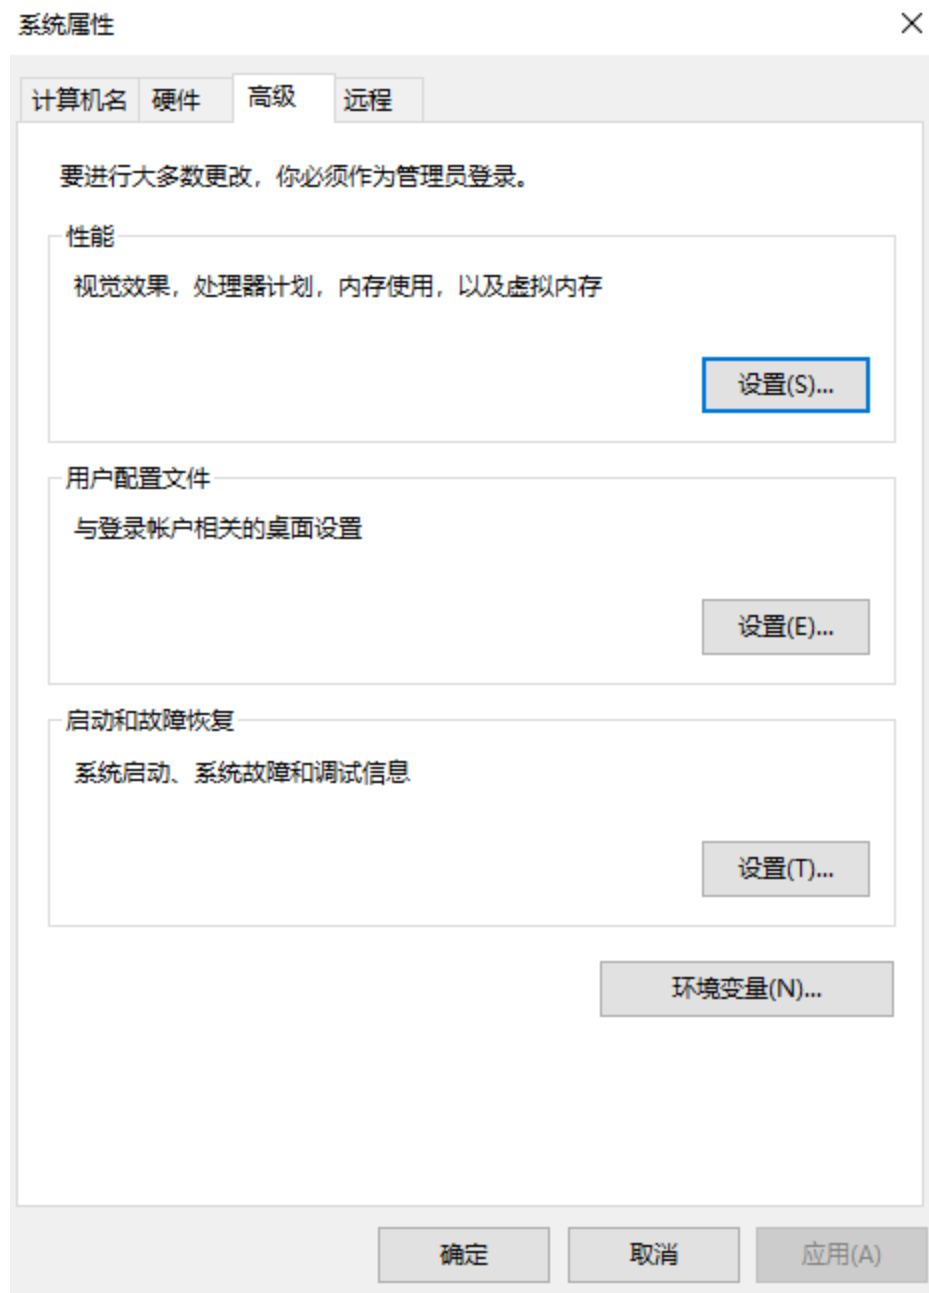 系统属性
计算机名 硬件 高级 远程
要进行大多数更改，你必须作为管理员登录。
性能
视觉效果，处理器计划，内存使用，以及虚拟内存
设置(S)...
用户配置文件
与登录帐户相关的桌面设置
设置(E)...
启动和故障恢复
系统启动、系统故障和调试信息
设置(T)...
环境变量(N)...
确定 取消 应用(A)